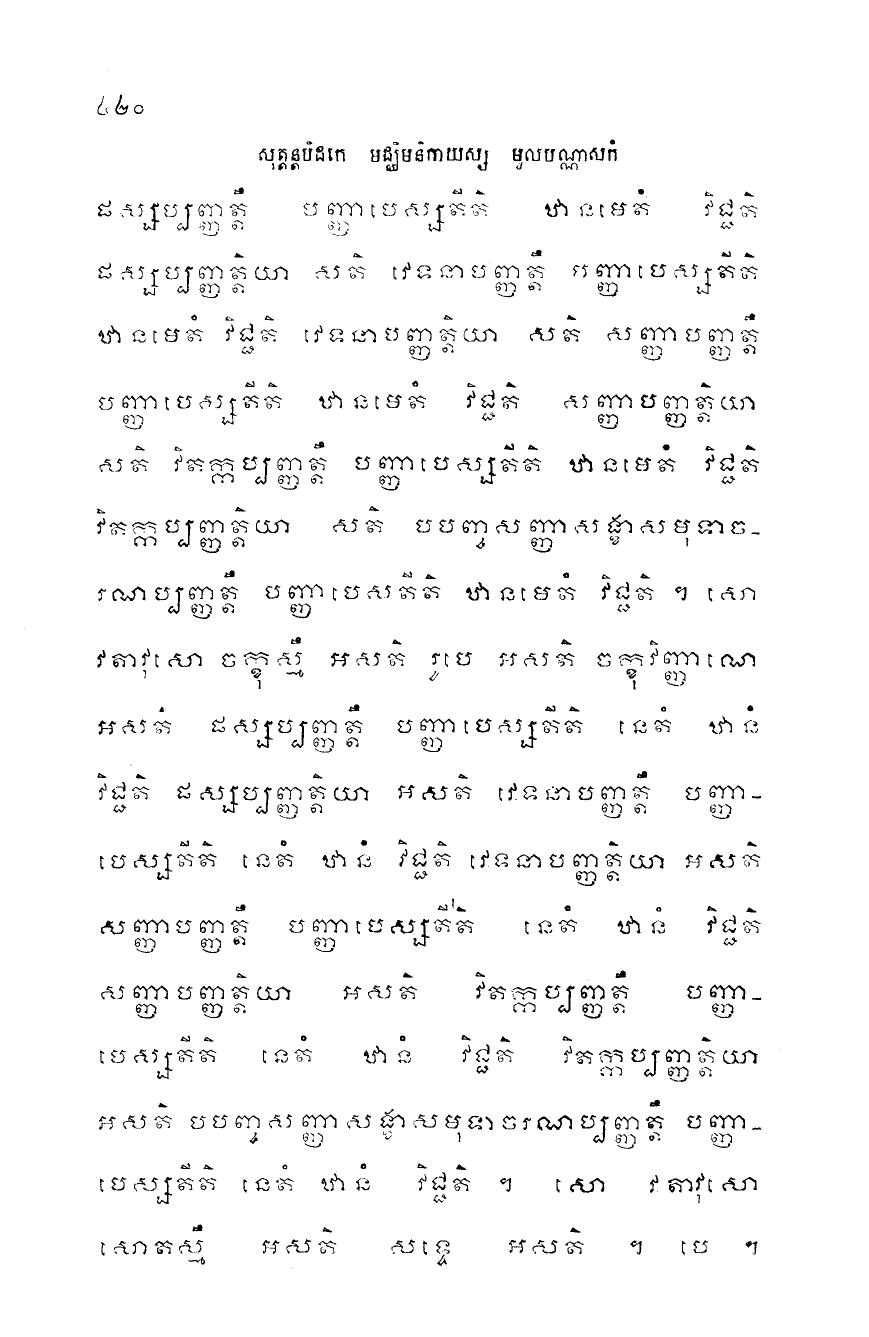 ៤២០
សុត្តន្តបិដកេ មជ្ឈិមនិកាយស្ស មូលបណ្ណាសកំ
ផស្សប្បញ្ញត្តឹ បញ្ញាបេស្សតីតិ ឋានមេតំ វិជ្ជតិ
ផស្សប្បញ្ញត្តិយា សតិ វេទនាបញ្ញត្តឹ បញ្ញាបេស្សតីតិ
ឋានមេតំ វិជ្ជតិ វេទនាបញ្ញត្តិយា សតិ សញ្ញាបញ្ញត្តឹ
បញ្ញាបេស្សតីតិ ឋានមេតំ វិជ្ជតិ សញ្ញាបញ្ញត្តិយា
សតិ វិតក្កប្បញ្ញត្តឹ បញ្ញាបេស្សតីតិ ឋានមេតំ វិជ្ជតិ
វិតក្កប្បញ្ញត្តិយា សតិ បបញ្ចសញ្ញាសង្ខាសមុទាច-
រណាប្បញ្ញត្តឹ បញ្ញាបេសតីតិ ឋានមេតំ វិជ្ជតិ ។ សោ
វតាវុសោ ចក្ខុស្មឹ អសតិ រូបេ អសតិ ចក្ខុវិញ្ញាណេ
អសតិ ផស្សប្បញ្ញត្តឹ បញ្ញាបេស្សតីតិ នេតំ ឋានំ
វិជ្ជតិ ផស្សប្បញ្ញត្តិយា អសតិ វេទនាបញ្ញត្តឹ បញ្ញា-
បេស្សតីតិ នេតំ ឋានំ វិជ្ជតិ វេទនាបញ្ញត្តិយា អសតិ
សញ្ញាបញ្ញត្តឹ បញ្ញាបេស្សតីតិ នេតំ ឋានំ វិជ្ជតិ
សញ្ញាបញ្ញត្តិយា អសតិ វិតក្កប្បញ្ញត្តឹ បញ្ញា-
បេស្សតីតិ នេតំ ឋានំ វិជ្ជតិ វិតក្កប្បញ្ញត្តិយា
អសតិ បបញ្ចសញ្ញាសង្ខាសមុទាចរណាប្បញ្ញត្តឹ បញ្ញា-
បេស្សតីតិ នេតំ ឋានំ វិជ្ជតិ ។ សោ វតាវុសោ
សោតស្មឹ អសតិ សទ្ទេ អសតិ ។ បេ ។